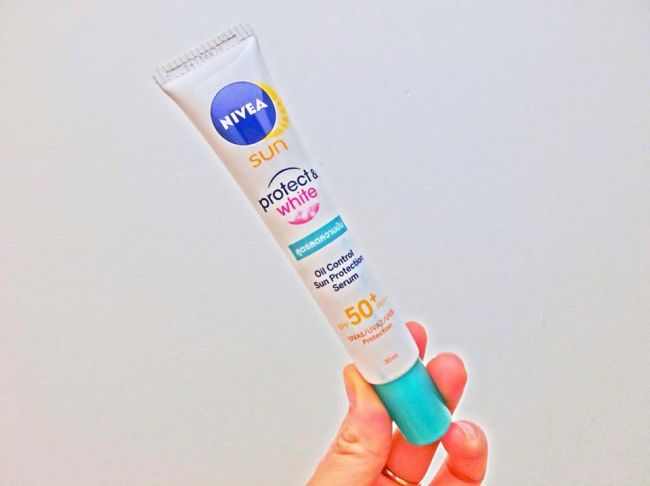 NIVEA
sun
protect &
white
สูตรลดความมัน
Oil Control
Sun Protection
Serum
SPF 50+ PA+++
UVA1/UVA2/UVB
Protection
30ml